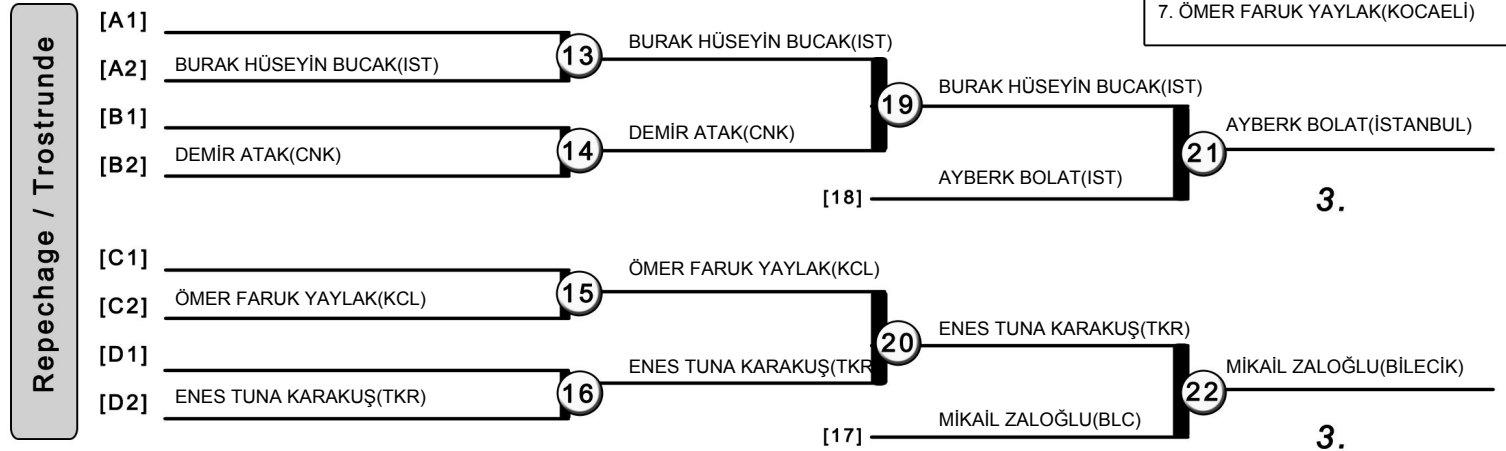 7. ÖMER FARUK YAYLAK(KOCAELİ)
Repechage / Trostrunde
[A1]
[A2] BURAK HÜSEYİN BUCAK(IST)
13
BURAK HÜSEYİN BUCAK(IST)
[B1]
[B2] DEMİR ATAK(CNK)
14
DEMİR ATAK(CNK)
19
BURAK HÜSEYİN BUCAK(IST)
[18] AYBERK BOLAT(IST)
21
AYBERK BOLAT(İSTANBUL)
3.
[C1]
[C2] ÖMER FARUK YAYLAK(KCL)
15
ÖMER FARUK YAYLAK(KCL)
[D1]
[D2] ENES TUNA KARAKUŞ(TKR)
16
ENES TUNA KARAKUŞ(TKR
20
ENES TUNA KARAKUŞ(TKR)
[17] MİKAİL ZALOĞLU(BLC)
22
MİKAİL ZALOĞLU(BİLECİK)
3.